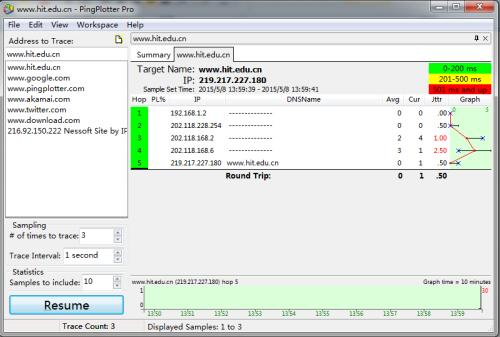 www.hit.edu.cn - PingPlotter Pro
File Edit View Workspace Help
Address to Trace:
www.hit.edu.cn
www.hit.edu.cn
www.google.com
www.pingplotter.com
www.akamai.com
www.twitter.com
www.download.com
216.92.150.222 Nessoft Site by IP
Sampling
# of times to trace: 3
Trace Interval: 1 second
Statistics
Samples to include: 10
Resume
www.hit.edu.cn
Summary www.hit.edu.cn
Target Name: www.hit.edu.cn
IP: 219.217.227.180
Sample Set Time: 2015/5/8 13:59:39 - 2015/5/8 13:59:41
0-200 ms
201-500 ms
501 ms and up
Hop PL% IP DNSName Avg Cur Jttr Graph
1 192.168.1.2 -------------- 0 0 .00 0 5
2 202.118.228.254 -------------- 0 0 .50
3 202.118.168.2 -------------- 2 4 1.00
4 202.118.168.6 -------------- 3 1 2.50
5 219.217.227.180 www.hit.edu.cn 0 1 .50
Round Trip: 0 1 .50
www.hit.edu.cn (219.217.227.180) hop 5 Graph time = 10 minutes
1 30
0
13:50 13:51 13:52 13:53 13:54 13:55 13:56 13:57 13:58 13:59
Trace Count: 3 Displayed Samples: 1 to 3